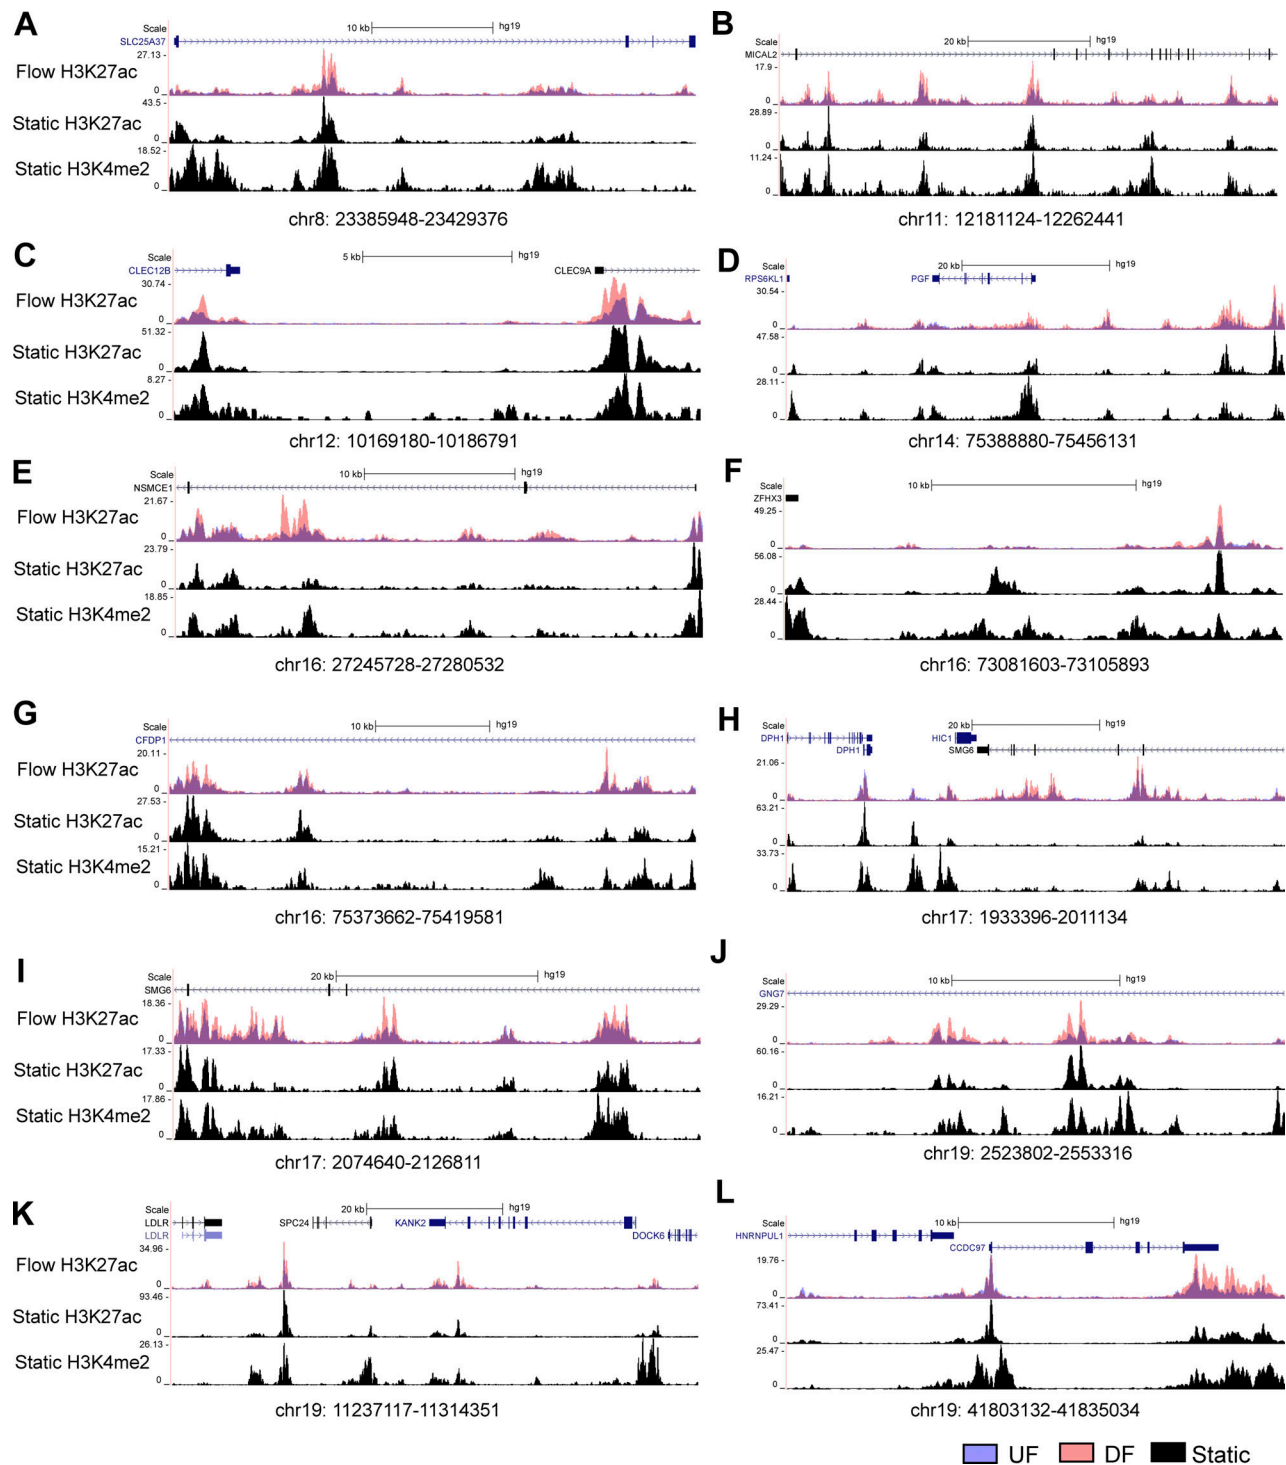 A
Scale
10 kb
hg19
SLC25A37
27.13 -
Flow H3K27ac
0 _
43.5 -
Static H3K27ac
0 _
18.52 -
Static H3K4me2
0 _
chr8: 23385948-23429376
B
Scale
20 kb
hg19
MICAL2
17.9 -
0 _
28.89 -
0 _
11.24 -
0 _
chr11: 12181124-12262441
C
Scale
5 kb
hg19
CLEC12B
CLEC9A
30.74 -
Flow H3K27ac
0 _
51.32 -
Static H3K27ac
0 _
8.27 -
Static H3K4me2
0 _
chr12: 10169180-10186791
D
Scale
20 kb
hg19
RPS6KL1
PGF
30.54 -
0 _
47.58 -
0 _
28.11 -
0 _
chr14: 75388880-75456131
E
Scale
10 kb
hg19
NSMCE1
21.67 -
Flow H3K27ac
0 _
23.79 -
Static H3K27ac
0 _
18.85 -
Static H3K4me2
0 _
chr16: 27245728-27280532
F
Scale
10 kb
hg19
ZFHX3
49.25 -
0 _
56.08 -
0 _
28.44 -
0 _
chr16: 73081603-73105893
G
Scale
10 kb
hg19
CFDP1
20.11 -
Flow H3K27ac
0 _
27.53 -
Static H3K27ac
0 _
15.21 -
Static H3K4me2
0 _
chr16: 75373662-75419581
H
Scale
20 kb
hg19
DPH1
HIC1
DPH1
SMG6
21.06 -
0 _
63.21 -
0 _
33.73 -
0 _
chr17: 1933396-2011134
I
Scale
20 kb
hg19
SMG6
18.36 -
Flow H3K27ac
0 _
17.33 -
Static H3K27ac
0 _
17.86 -
Static H3K4me2
0 _
chr17: 2074640-2126811
J
Scale
10 kb
hg19
GNG7
29.29 -
0 _
60.16 -
0 _
16.21 -
0 _
chr19: 2523802-2553316
K
Scale
20 kb
hg19
LDLR
SPC24
KANK2
LDLR
DOCK6
34.96 -
Flow H3K27ac
0 _
93.46 -
Static H3K27ac
0 _
26.13 -
Static H3K4me2
0 _
chr19: 11237117-11314351
L
Scale
10 kb
hg19
HNRNPUL1
CCDC97
19.76 -
0 _
73.41 -
0 _
25.47 -
0 _
chr19: 41803132-41835034
UF
DF
Static